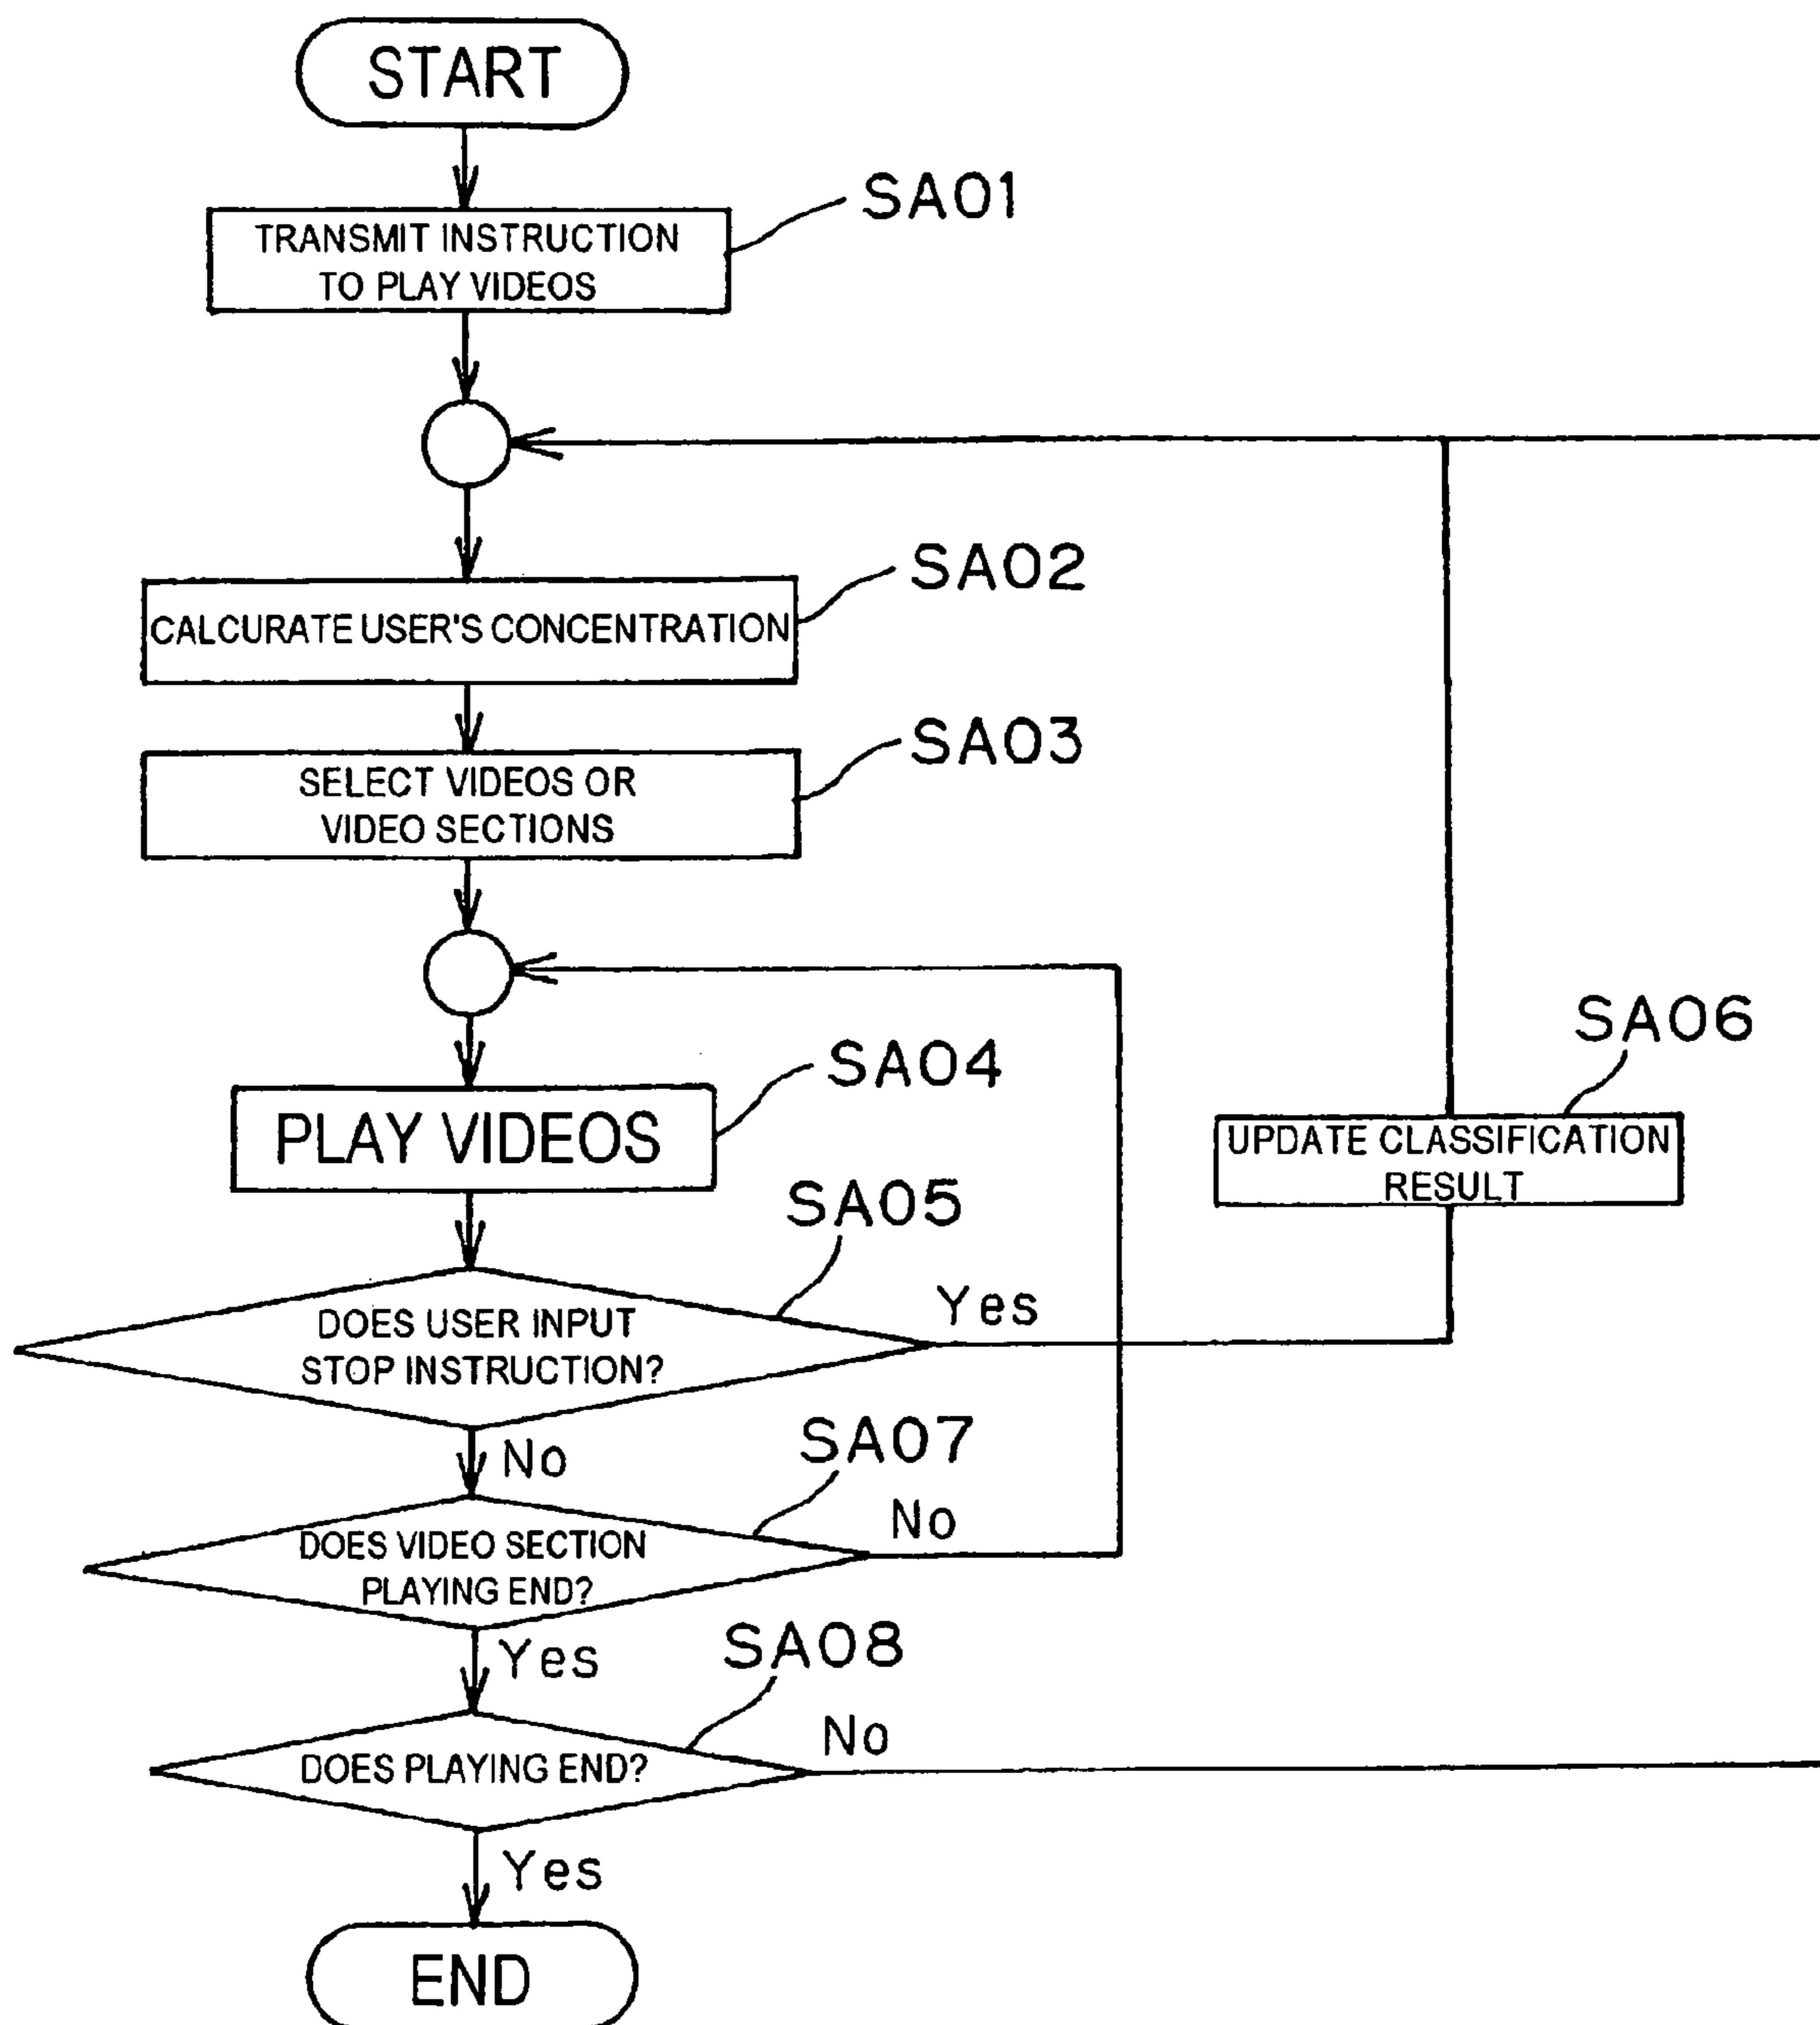 START
SA01
TRANSMIT INSTRUCTION
TO PLAY VIDEOS
SA02
CALCURATE USER'S CONCENTRATION
SA03
SELECT VIDEOS OR
VIDEO SECTIONS
SA04
PLAY VIDEOS
SA06
UPDATE CLASSIFICATION
RESULT
SA05
DOES USER INPUT
STOP INSTRUCTION?
Yes
No
SA07
DOES VIDEO SECTION
PLAYING END?
No
Yes
SA08
DOES PLAYING END?
No
Yes
END